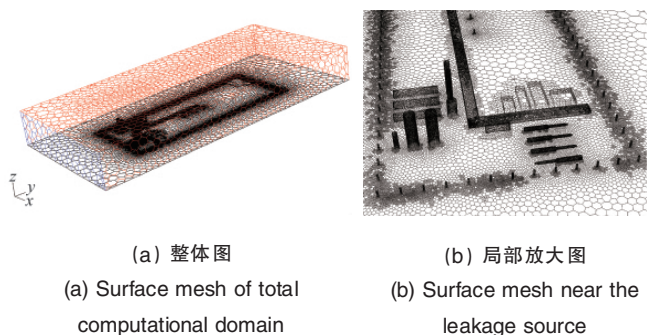 z
y
x
(a) 整体图
(a) Surface mesh of total
computational domain
(b) 局部放大图
(b) Surface mesh near the
leakage source